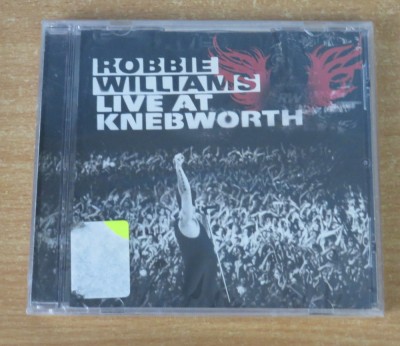 ROBBIE
WILLIAMS
LIVE AT
KNEBWORTH